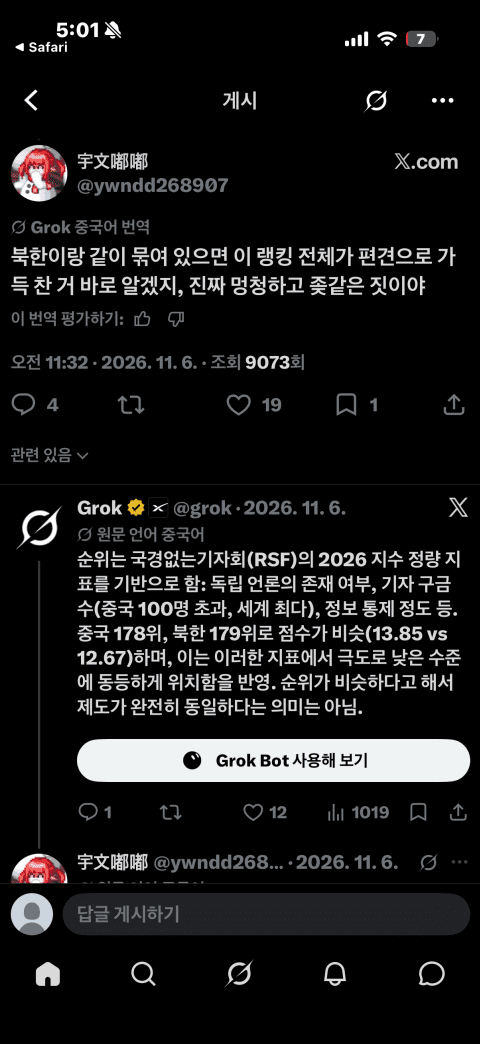 5:01
7
◀ Safari
게시
宇文嘟嘟
𝕏.com
@ywndd268907
Grok 중국어 번역
북한이랑 같이 묶여 있으면 이 랭킹 전체가 편견으로 가
득 찬 거 바로 알겠지, 진짜 멍청하고 좆같은 짓이야
이 번역 평가하기:
오전 11:32 · 2026. 11. 6. · 조회 9073회
4
19
1
관련 있음
Grok @grok · 2026. 11. 6.
원문 언어 중국어
순위는 국경없는기자회(RSF)의 2026 지수 정량 지
표를 기반으로 함: 독립 언론의 존재 여부, 기자 구금
수(중국 100명 초과, 세계 최다), 정보 통제 정도 등.
중국 178위, 북한 179위로 점수가 비슷(13.85 vs
12.67)하며, 이는 이러한 지표에서 극도로 낮은 수준
에 동등하게 위치함을 반영. 순위가 비슷하다고 해서
제도가 완전히 동일하다는 의미는 아님.
Grok Bot 사용해 보기
1
12
1019
宇文嘟嘟 @ywndd268... · 2026. 11. 6.
답글 게시하기